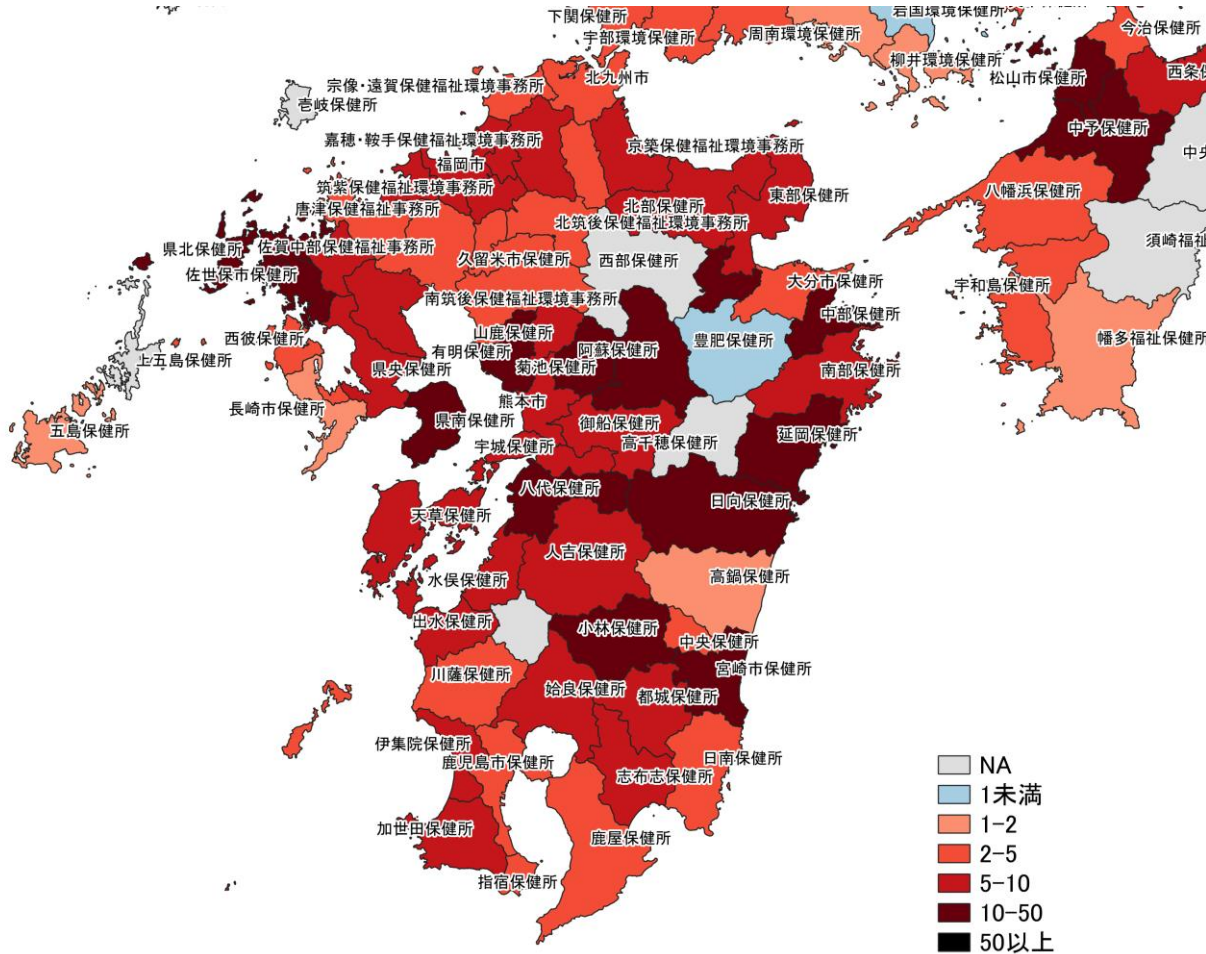 下関保健所
岩国環境保健所
宇部環境保健所
周南環境保健所
今治保健所
柳井環境保健所
北九州市
松山市保健所
西条保
宗像・遠賀保健福祉環境事務所
壱岐保健所
中予保健所
嘉穂・鞍手保健福祉環境事務所
京築保健福祉環境事務所
中央
福岡市
筑紫保健福祉環境事務所
東部保健所
八幡浜保健所
唐津保健福祉事務所
北部保健所
北筑後保健福祉環境事務所
須崎福祉
県北保健所
佐賀中部保健福祉事務所
久留米市保健所
西部保健所
佐世保市保健所
大分市保健所
宇和島保健所
南筑後保健福祉環境事務所
中部保健所
西彼保健所
山鹿保健所
豊肥保健所
幡多福祉保健所
有明保健所
阿蘇保健所
上五島保健所
菊池保健所
県央保健所
南部保健所
熊本市
長崎市保健所
県南保健所
御船保健所
五島保健所
宇城保健所
高千穂保健所
延岡保健所
八代保健所
日向保健所
天草保健所
人吉保健所
水俣保健所
高鍋保健所
出水保健所
小林保健所
中央保健所
宮崎市保健所
川薩保健所
姶良保健所
都城保健所
伊集院保健所
鹿児島市保健所
日南保健所
志布志保健所
加世田保健所
鹿屋保健所
指宿保健所
NA
1未満
1-2
2-5
5-10
10-50
50以上